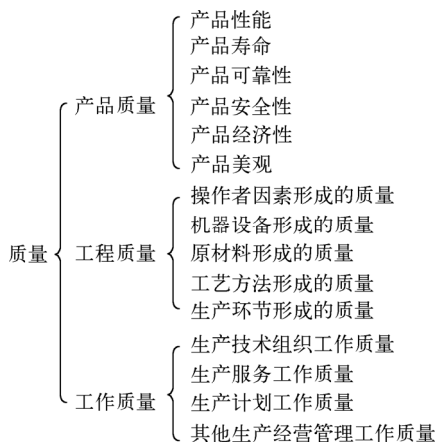 质量
产品质量
产品性能
产品寿命
产品可靠性
产品安全性
产品经济性
产品美观
工程质量
操作者因素形成的质量
机器设备形成的质量
原材料形成的质量
工艺方法形成的质量
生产环节形成的质量
工作质量
生产技术组织工作质量
生产服务工作质量
生产计划工作质量
其他生产经营管理工作质量